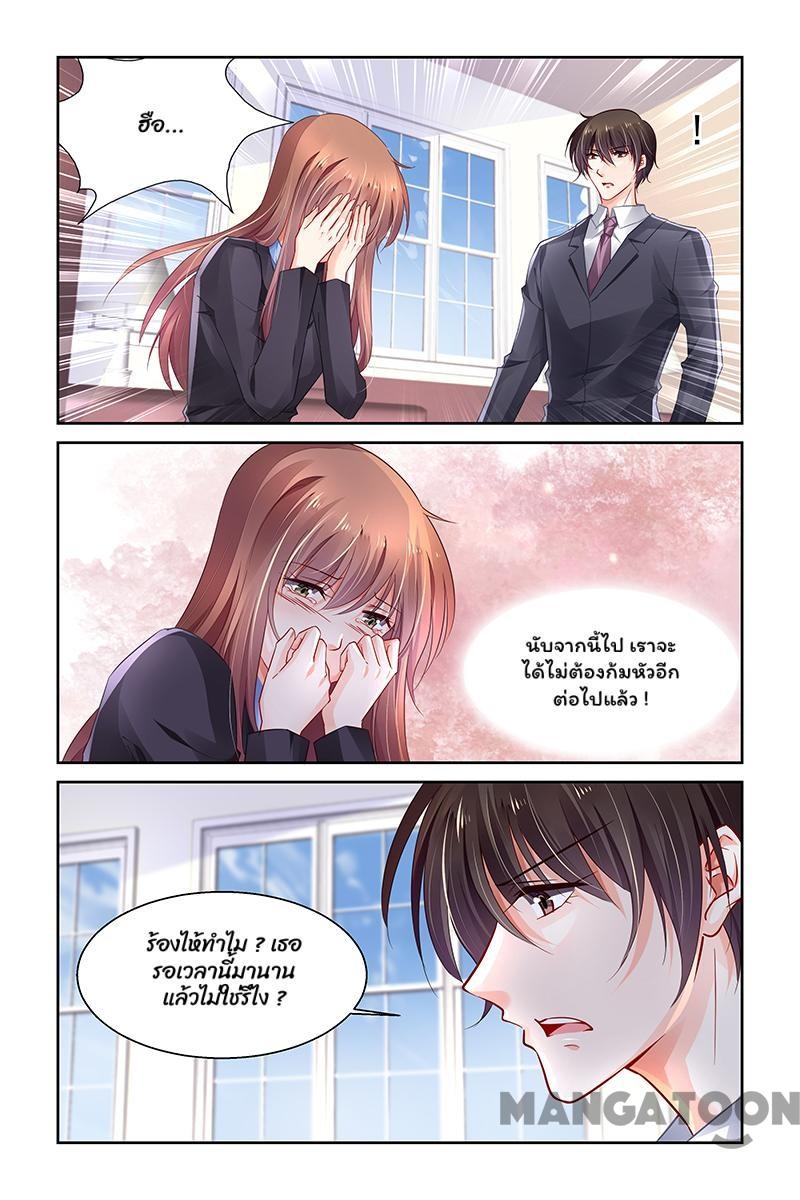 ฮือ...
!
นับจากนี้ไป เราจะ
ได้ไม่ต้องก้มหัวอีก
ต่อไปแล้ว !
ร้องไห้ทำไม ? เธอ
รอเวลานี้มานาน
แล้วไม่ใช่รึไง ?
MANGATOON